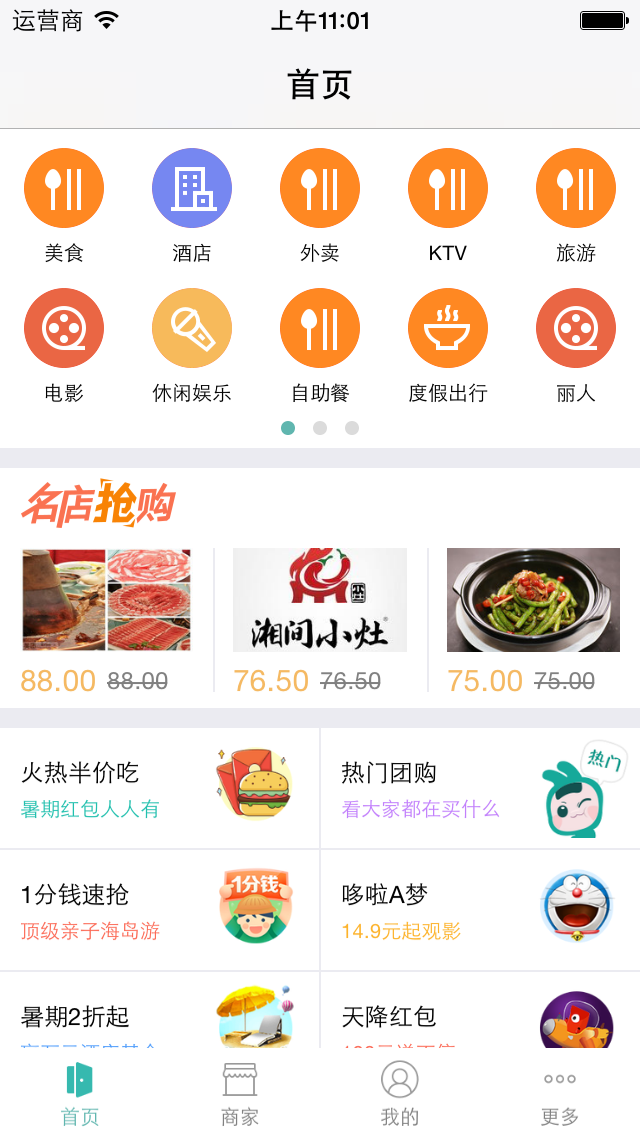 运营商 上午11:01
首页
美食 酒店 外卖 KTV 旅游
电影 休闲娱乐 自助餐 度假出行 丽人
名店抢购
湘间小灶
88.00 88.00 76.50 76.50 75.00 75.00
火热半价吃
暑期红包人人有
热门团购
看大家都在买什么
热门
1分钱速抢
顶级亲子海岛游
1分钱
哆啦A梦
14.9元起观影
暑期2折起
天降红包
首页 商家 我的 更多